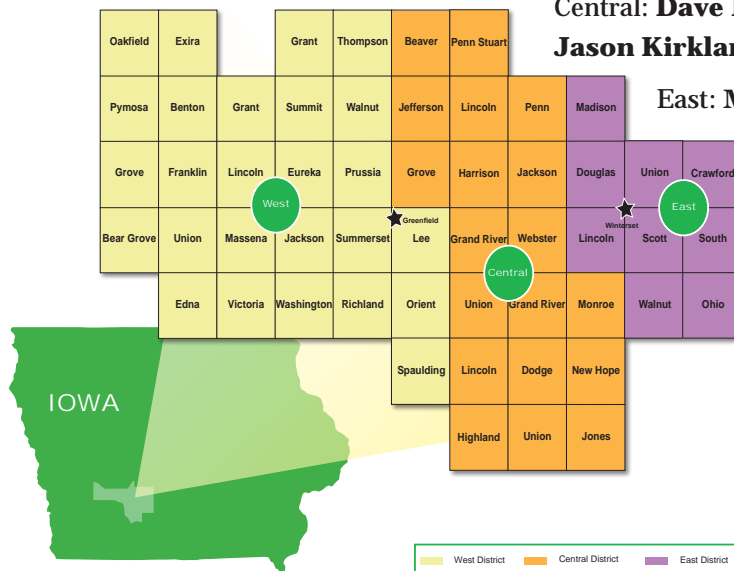 Central: Dave
Jason
East:
Oakfield Exira Grant Thompson Beaver Penn Stuart
Pymosa Benton Grant Summit Walnut Jefferson Lincoln Penn Madison
Grove Franklin Lincoln Eureka Prussia Grove Harrison Jackson Douglas Union Crawford
West
East
Greenfield
Winterset
Bear Grove Union Massena Jackson Summerset Lee Grand River Webster Lincoln Scott South
Central
Edna Victoria Washington Richland Orient Union Grand River Monroe Walnut Ohio
Spaulding Lincoln Dodge New Hope
IOWA
Highland Union Jones
West District Central District East District